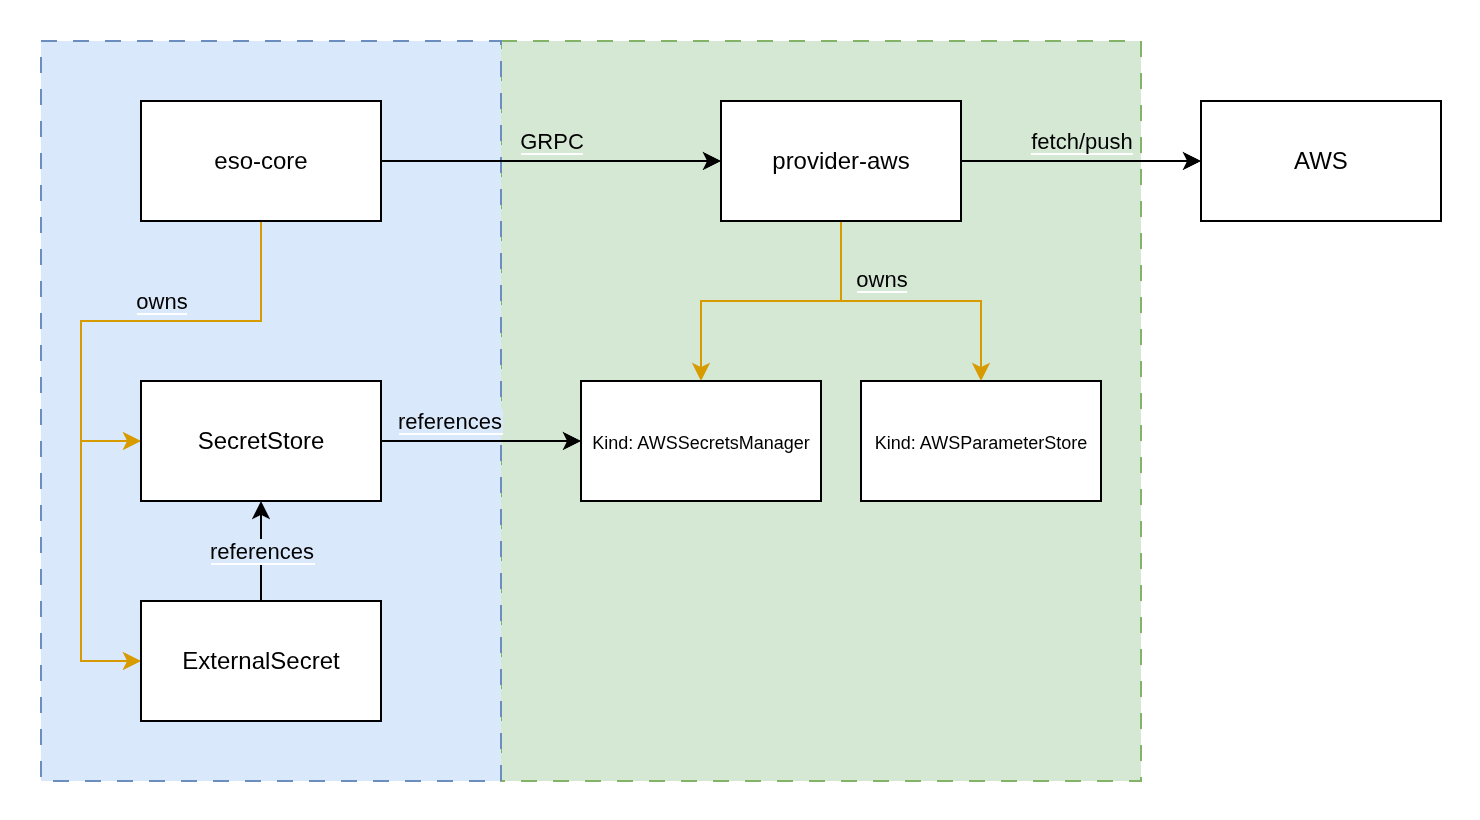 eso-core
GRPC
provider-aws
fetch/push
AWS
owns
owns
SecretStore
references
Kind: AWSSecretsManager
Kind: AWSParameterStore
references
ExternalSecret